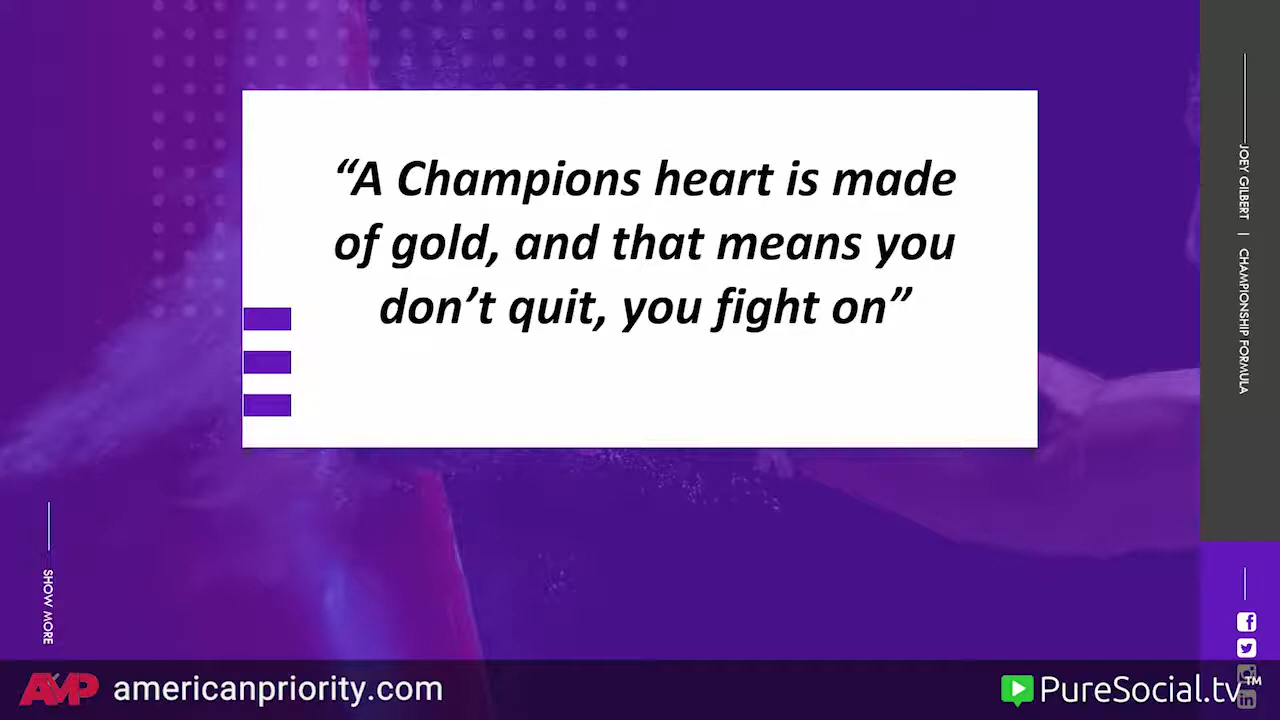 “A Champions heart is made
of gold, and that means you
don’t quit, you fight on”
JOEY GILBERT | CHAMPIONSHIP FORMULA
SHOW MORE
AMP americanpriority.com
PureSocial.tv™